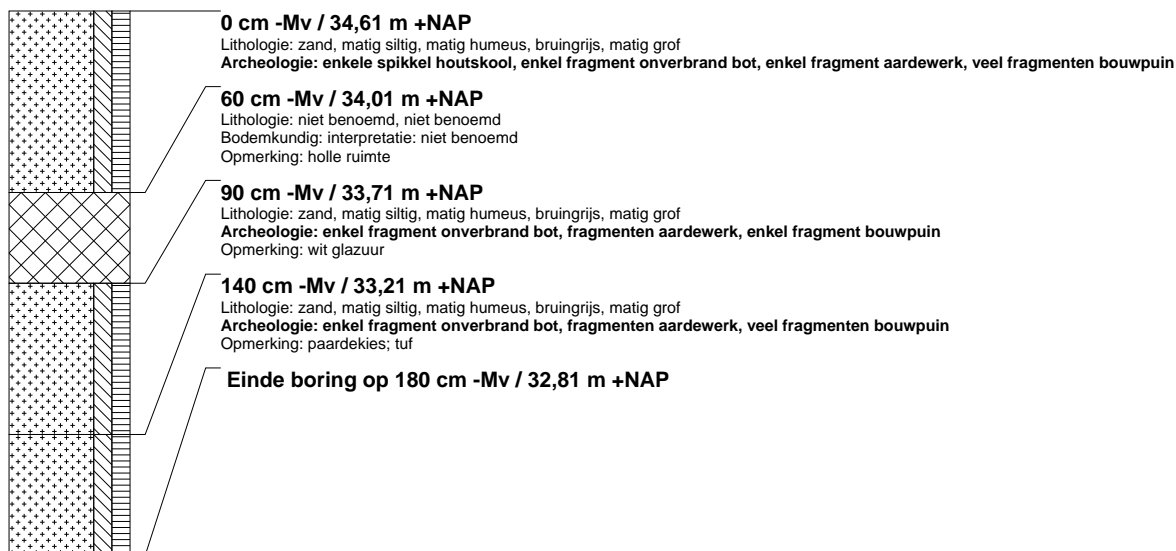 0 cm -Mv / 34,61 m +NAP
Lithologie: zand, matig siltig, matig humeus, bruingrijs, matig grof
Archeologie: enkele spikkel houtskool, enkel fragment onverbrand bot, enkel fragment aardewerk, veel fragmenten bouwpuin
60 cm -Mv / 34,01 m +NAP
Lithologie: niet benoemd, niet benoemd
Bodemkundig: interpretatie: niet benoemd
Opmerking: holle ruimte
90 cm -Mv / 33,71 m +NAP
Lithologie: zand, matig siltig, matig humeus, bruingrijs, matig grof
Archeologie: enkel fragment onverbrand bot, fragmenten aardewerk, enkel fragment bouwpuin
Opmerking: wit glazuur
140 cm -Mv / 33,21 m +NAP
Lithologie: zand, matig siltig, matig humeus, bruingrijs, matig grof
Archeologie: enkel fragment onverbrand bot, fragmenten aardewerk, veel fragmenten bouwpuin
Opmerking: paardekies; tuf
Einde boring op 180 cm -Mv / 32,81 m +NAP